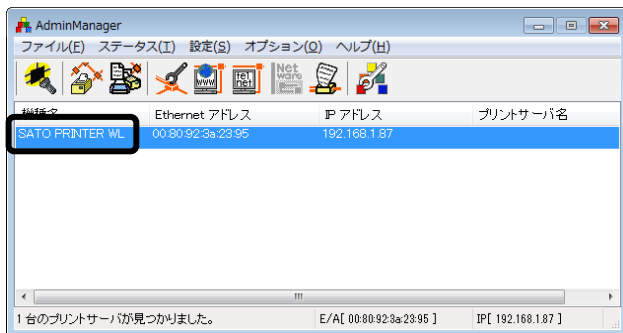 AdminManager
ファイル(F) ステータス(T) 設定(S) オプション(O) ヘルプ(H)
WWW tel net Net Ware
機種名 Ethernet アドレス IP アドレス プリントサーバ名
SATO PRINTER WL 00:80:92:3a:23:95 192.168.1.87
1 台のプリントサーバが見つかりました。 E/A[ 00:80:92:3a:23:95 ] IP[ 192.168.1.87 ]